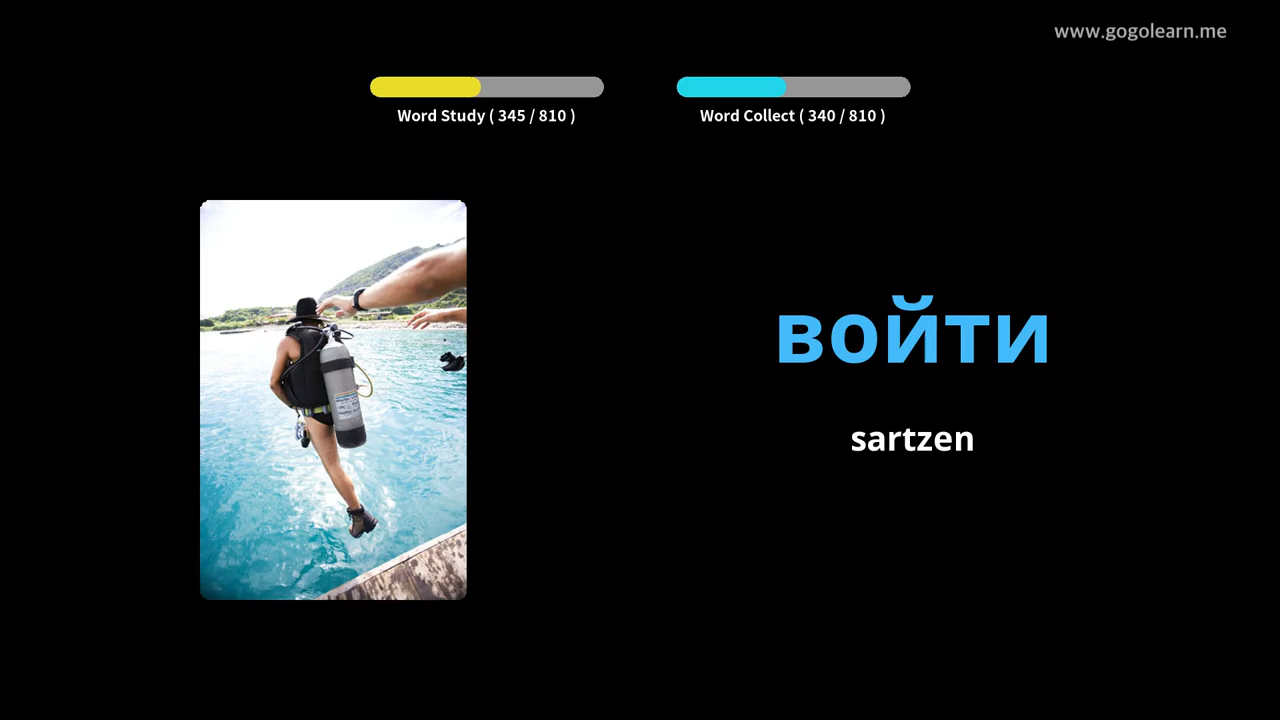 www.gogolearn.me
Word Study ( 345 / 810 )
Word Collect ( 340 / 810 )
войти
sartzen